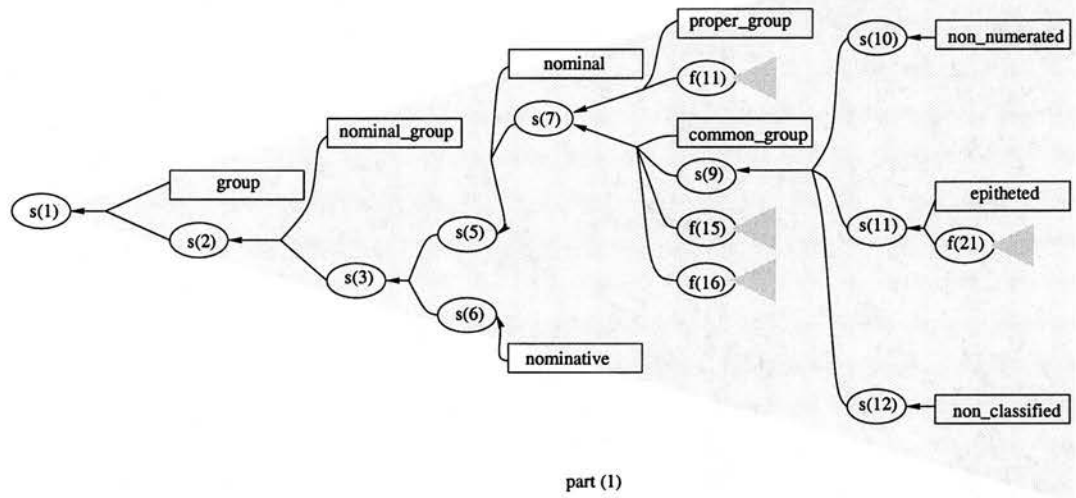 proper_group
s(10)
non_numerated
nominal
f(11)
s(7)
nominal_group
common_group
group
s(9)
epitheted
s(1)
s(2)
s(5)
f(15)
s(11)
f(21)
s(3)
f(16)
s(6)
nominative
s(12)
non_classified
part (1)